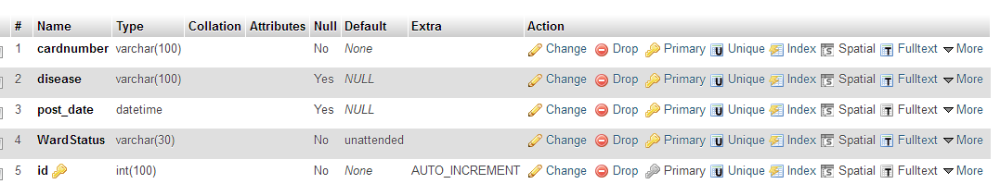 # Name Type Collation Attributes Null Default Extra Action
1 cardnumber varchar(100) No None Change Drop Primary U Unique Index S Spatial T Fulltext More
2 disease varchar(100) Yes NULL Change Drop Primary U Unique Index S Spatial T Fulltext More
3 post_date datetime Yes NULL Change Drop Primary U Unique Index S Spatial T Fulltext More
4 WardStatus varchar(30) No unattended Change Drop Primary U Unique Index S Spatial T Fulltext More
5 id int(100) No None AUTO_INCREMENT Change Drop Primary U Unique Index S Spatial T Fulltext More